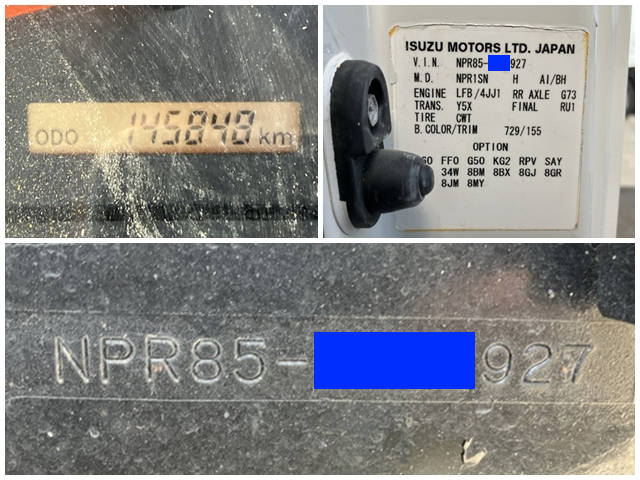 ODO 145848 km
ISUZU MOTORS LTD. JAPAN
V.I.N. NPR85- 927
M.D. NPR1SN H AI/BH
ENGINE LFB/4JJ1 RR AXLE G73
TRANS. Y5X FINAL RU1
TIRE CWT
B.COLOR/TRIM 729/155
OPTION
FFO G50 KG2 RPV SAY
34W 8BM 8BX 8GJ 8GR
8JM 8MY
NPR85- 927